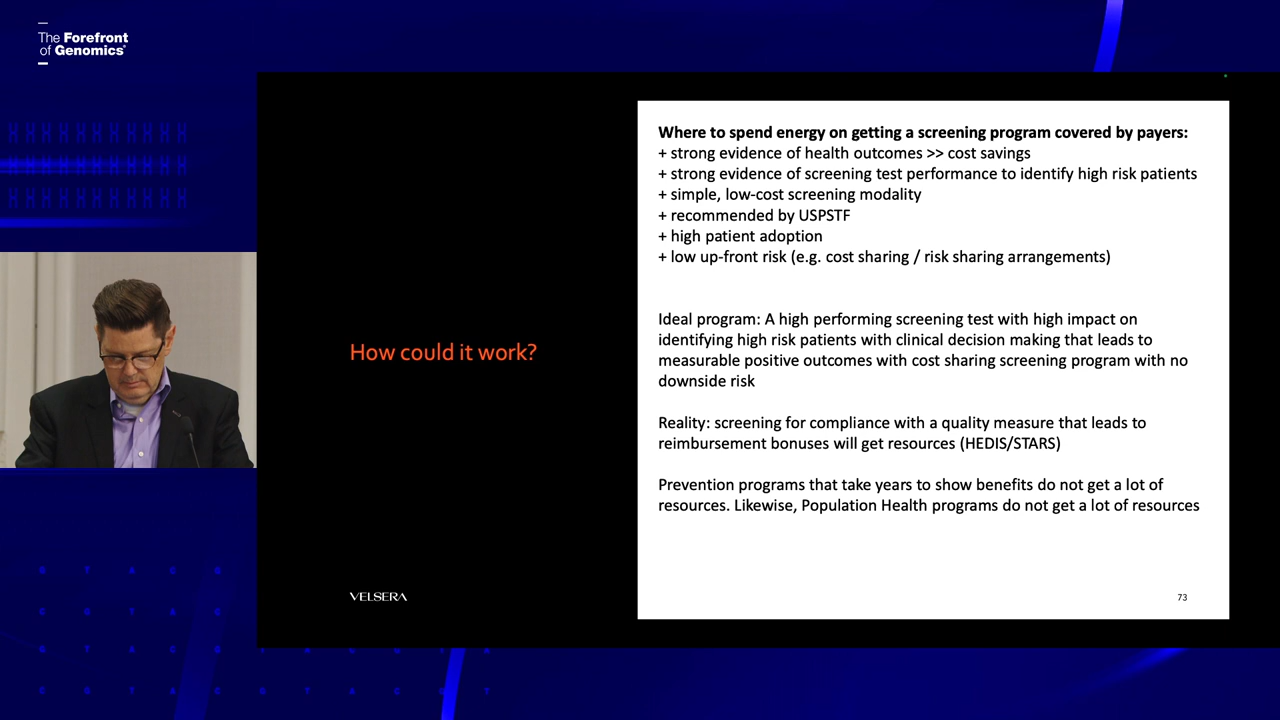 The Forefront
of Genomics®
How could it work?
VELSERA
Where to spend energy on getting a screening program covered by payers:
+ strong evidence of health outcomes >> cost savings
+ strong evidence of screening test performance to identify high risk patients
+ simple, low-cost screening modality
+ recommended by USPSTF
+ high patient adoption
+ low up-front risk (e.g. cost sharing / risk sharing arrangements)
Ideal program: A high performing screening test with high impact on
identifying high risk patients with clinical decision making that leads to
measurable positive outcomes with cost sharing screening program with no
downside risk
Reality: screening for compliance with a quality measure that leads to
reimbursement bonuses will get resources (HEDIS/STARS)
Prevention programs that take years to show benefits do not get a lot of
resources. Likewise, Population Health programs do not get a lot of resources
73